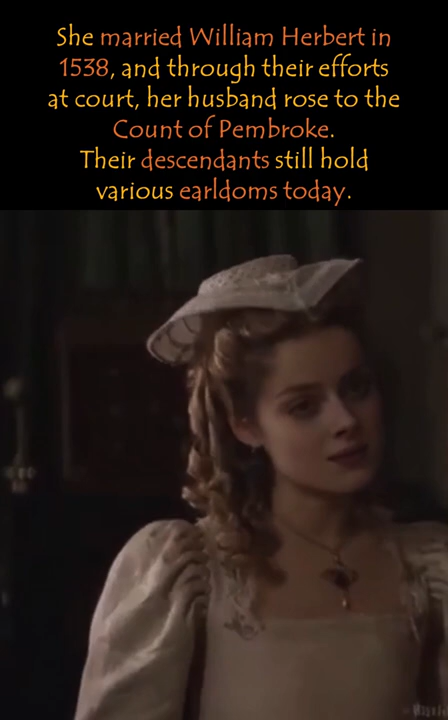 She married William Herbert in
1538, and through their efforts
at court, her husband rose to the
Count of Pembroke.
Their descendants still hold
various earldoms today.